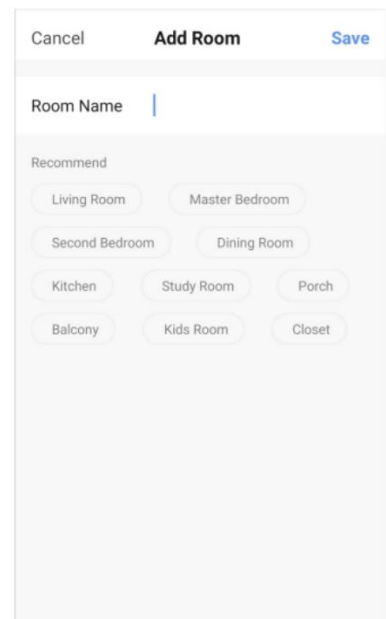 Cancel Add Room Save
Room Name
Recommend
Living Room Master Bedroom
Second Bedroom Dining Room
Kitchen Study Room Porch
Balcony Kids Room Closet